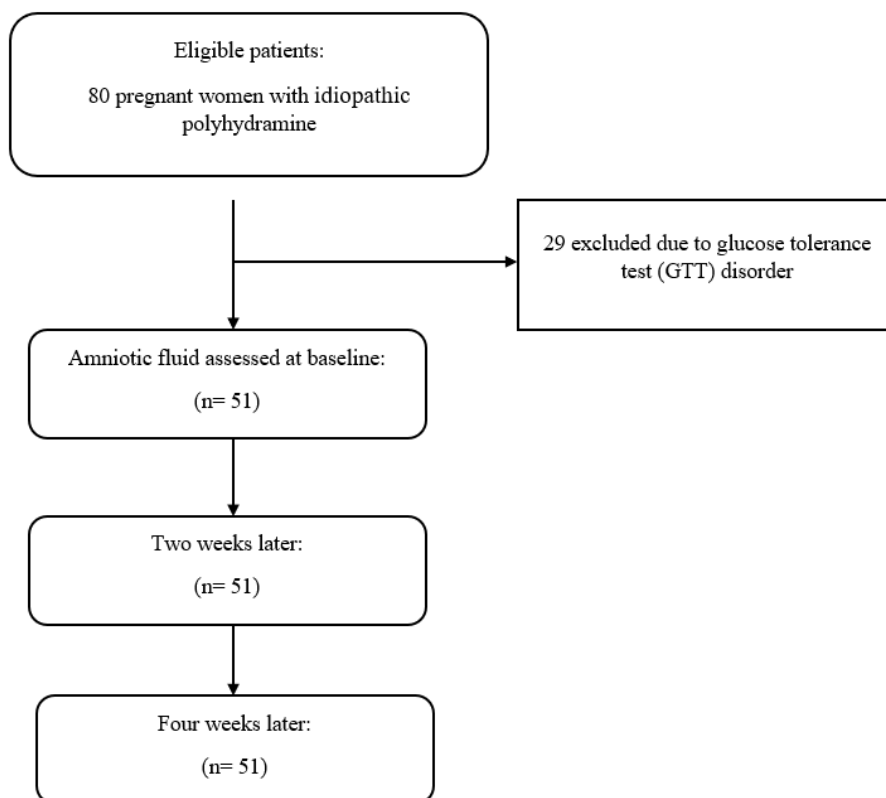 Eligible patients:
80 pregnant women with idiopathic
polyhydramine
29 excluded due to glucose tolerance
test (GTT) disorder
Amniotic fluid assessed at baseline:
(n= 51)
Two weeks later:
(n= 51)
Four weeks later:
(n= 51)